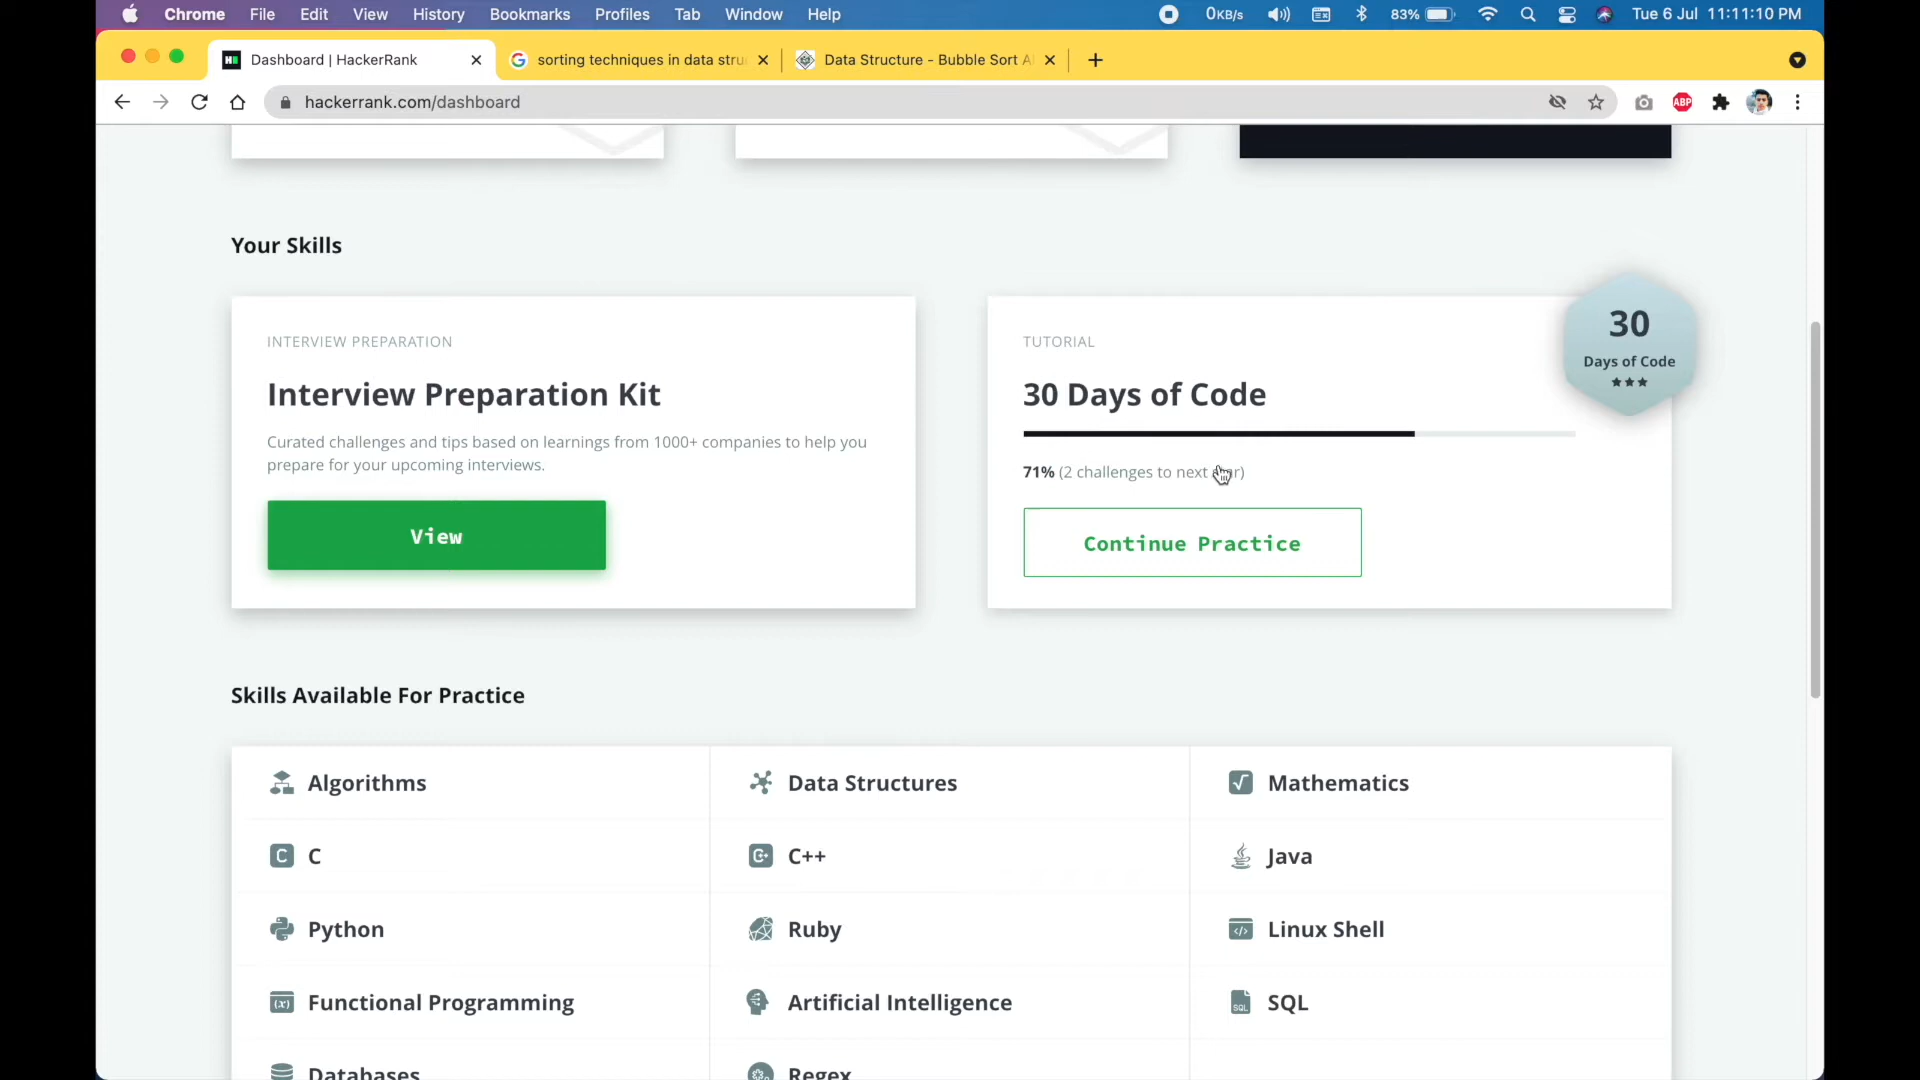 Chrome File Edit View History Bookmarks Profiles Tab Window Help 0KB/s 83% Tue 6 Jul 11:11:10 PM
Dashboard | HackerRank sorting techniques in data stru Data Structure - Bubble Sort A
hackerrank.com/dashboard ABP
Your Skills
INTERVIEW PREPARATION
Interview Preparation Kit
Curated challenges and tips based on learnings from 1000+ companies to help you
prepare for your upcoming interviews.
View
TUTORIAL
30 Days of Code
71% (2 challenges to next
Continue Practice
30
Days of Code
Skills Available For Practice
Algorithms Data Structures Mathematics
C C++ Java
Python Ruby Linux Shell
Functional Programming Artificial Intelligence SQL
Databases Regex